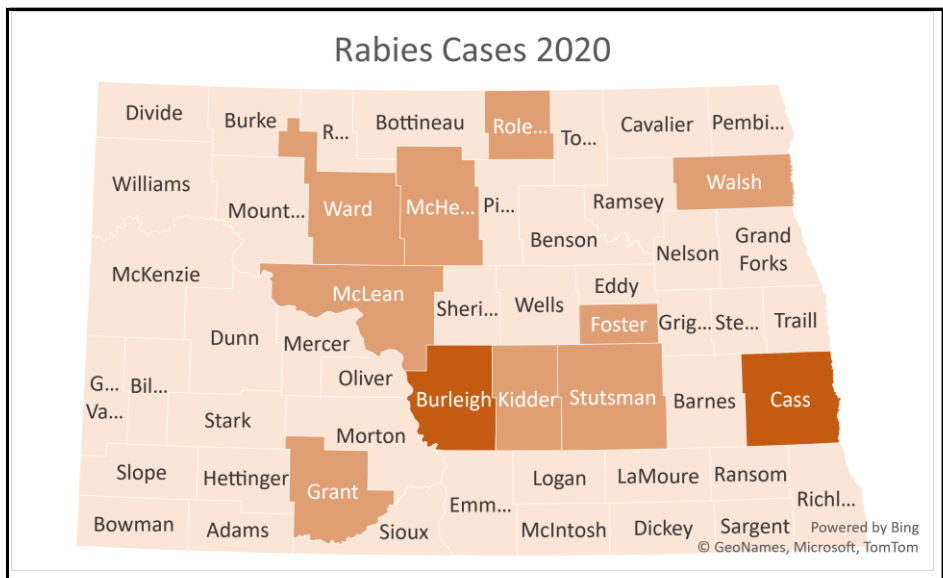 Rabies Cases 2020
Divide
Burke
R...
Bottineau
Role...
To...
Cavalier
Pembi...
Williams
Mount...
Ward
McHe...
Pi...
Benson
Ramsey
Walsh
Nelson
Grand
Forks
McKenzie
McLean
Sheri...
Wells
Eddy
Foster
Grig...
Ste...
Traill
Dunn
Mercer
Oliver
G...
Va...
Bil...
Stark
Morton
Burleigh
Kidder
Stutsman
Barnes
Cass
Slope
Hettinger
Grant
Sioux
Emm...
Logan
LaMoure
Ransom
Richl...
Bowman
Adams
McIntosh
Dickey
Sargent
Powered by Bing
© GeoNames, Microsoft, TomTom